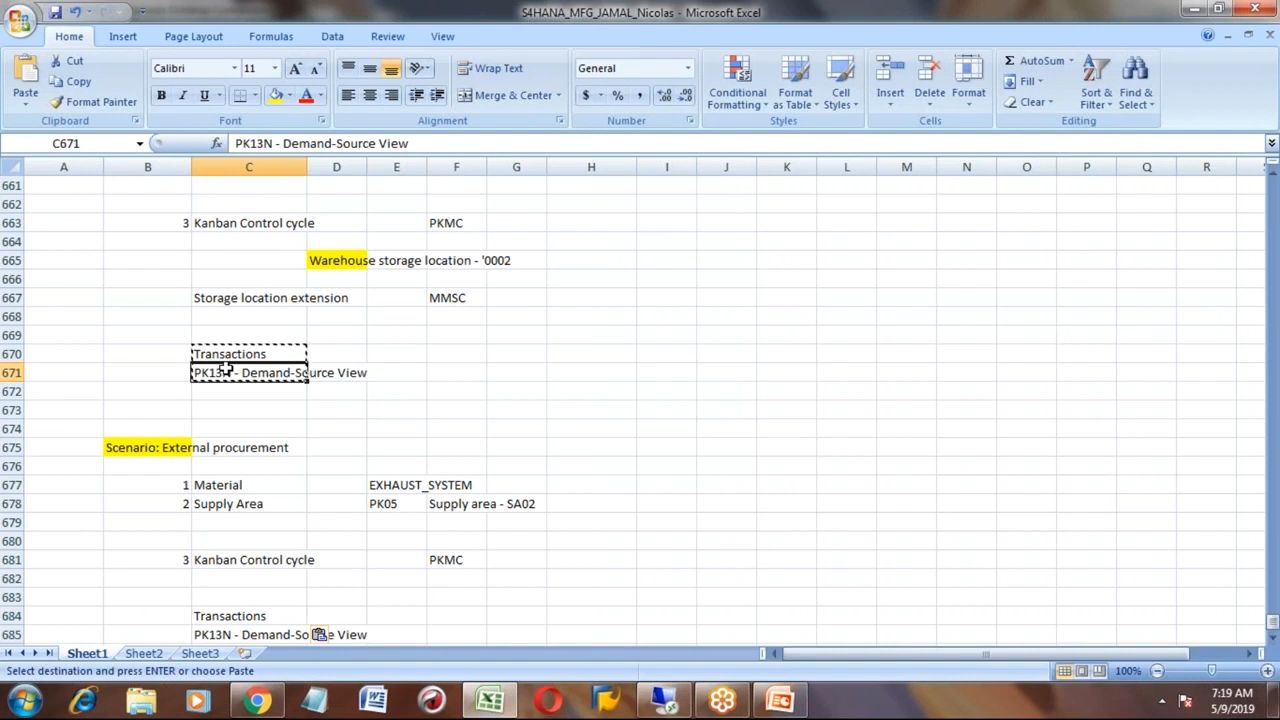 S4HANA_MFG_JAMAL_Nicolas - Microsoft Excel
Home Insert Page Layout Formulas Data Review View
Paste Cut Copy Format Painter Clipboard
Calibri 11 A A B I U A Font
Wrap Text Merge & Center Alignment
General $ % , Number
Conditional Formatting Format as Table Cell Styles Styles
Insert Delete Format Cells
AutoSum Fill Clear Sort & Filter Find & Select Editing
C671 fx PK13N - Demand-Source View
A B C D E F G H I J K L M N O P Q R
661
662
663 3 Kanban Control cycle PKMC
664
665 Warehouse storage location - '0002
666
667 Storage location extension MMSC
668
669
670 Transactions
671 PK13N - Demand-Source View
672
673
674
675 Scenario: External procurement
676
677 1 Material EXHAUST_SYSTEM
678 2 Supply Area PK05 Supply area - SA02
679
680
681 3 Kanban Control cycle PKMC
682
683
684 Transactions
685 PK13N - Demand-So e View
Sheet1 Sheet2 Sheet3
Select destination and press ENTER or choose Paste 100%
7:19 AM
5/9/2019